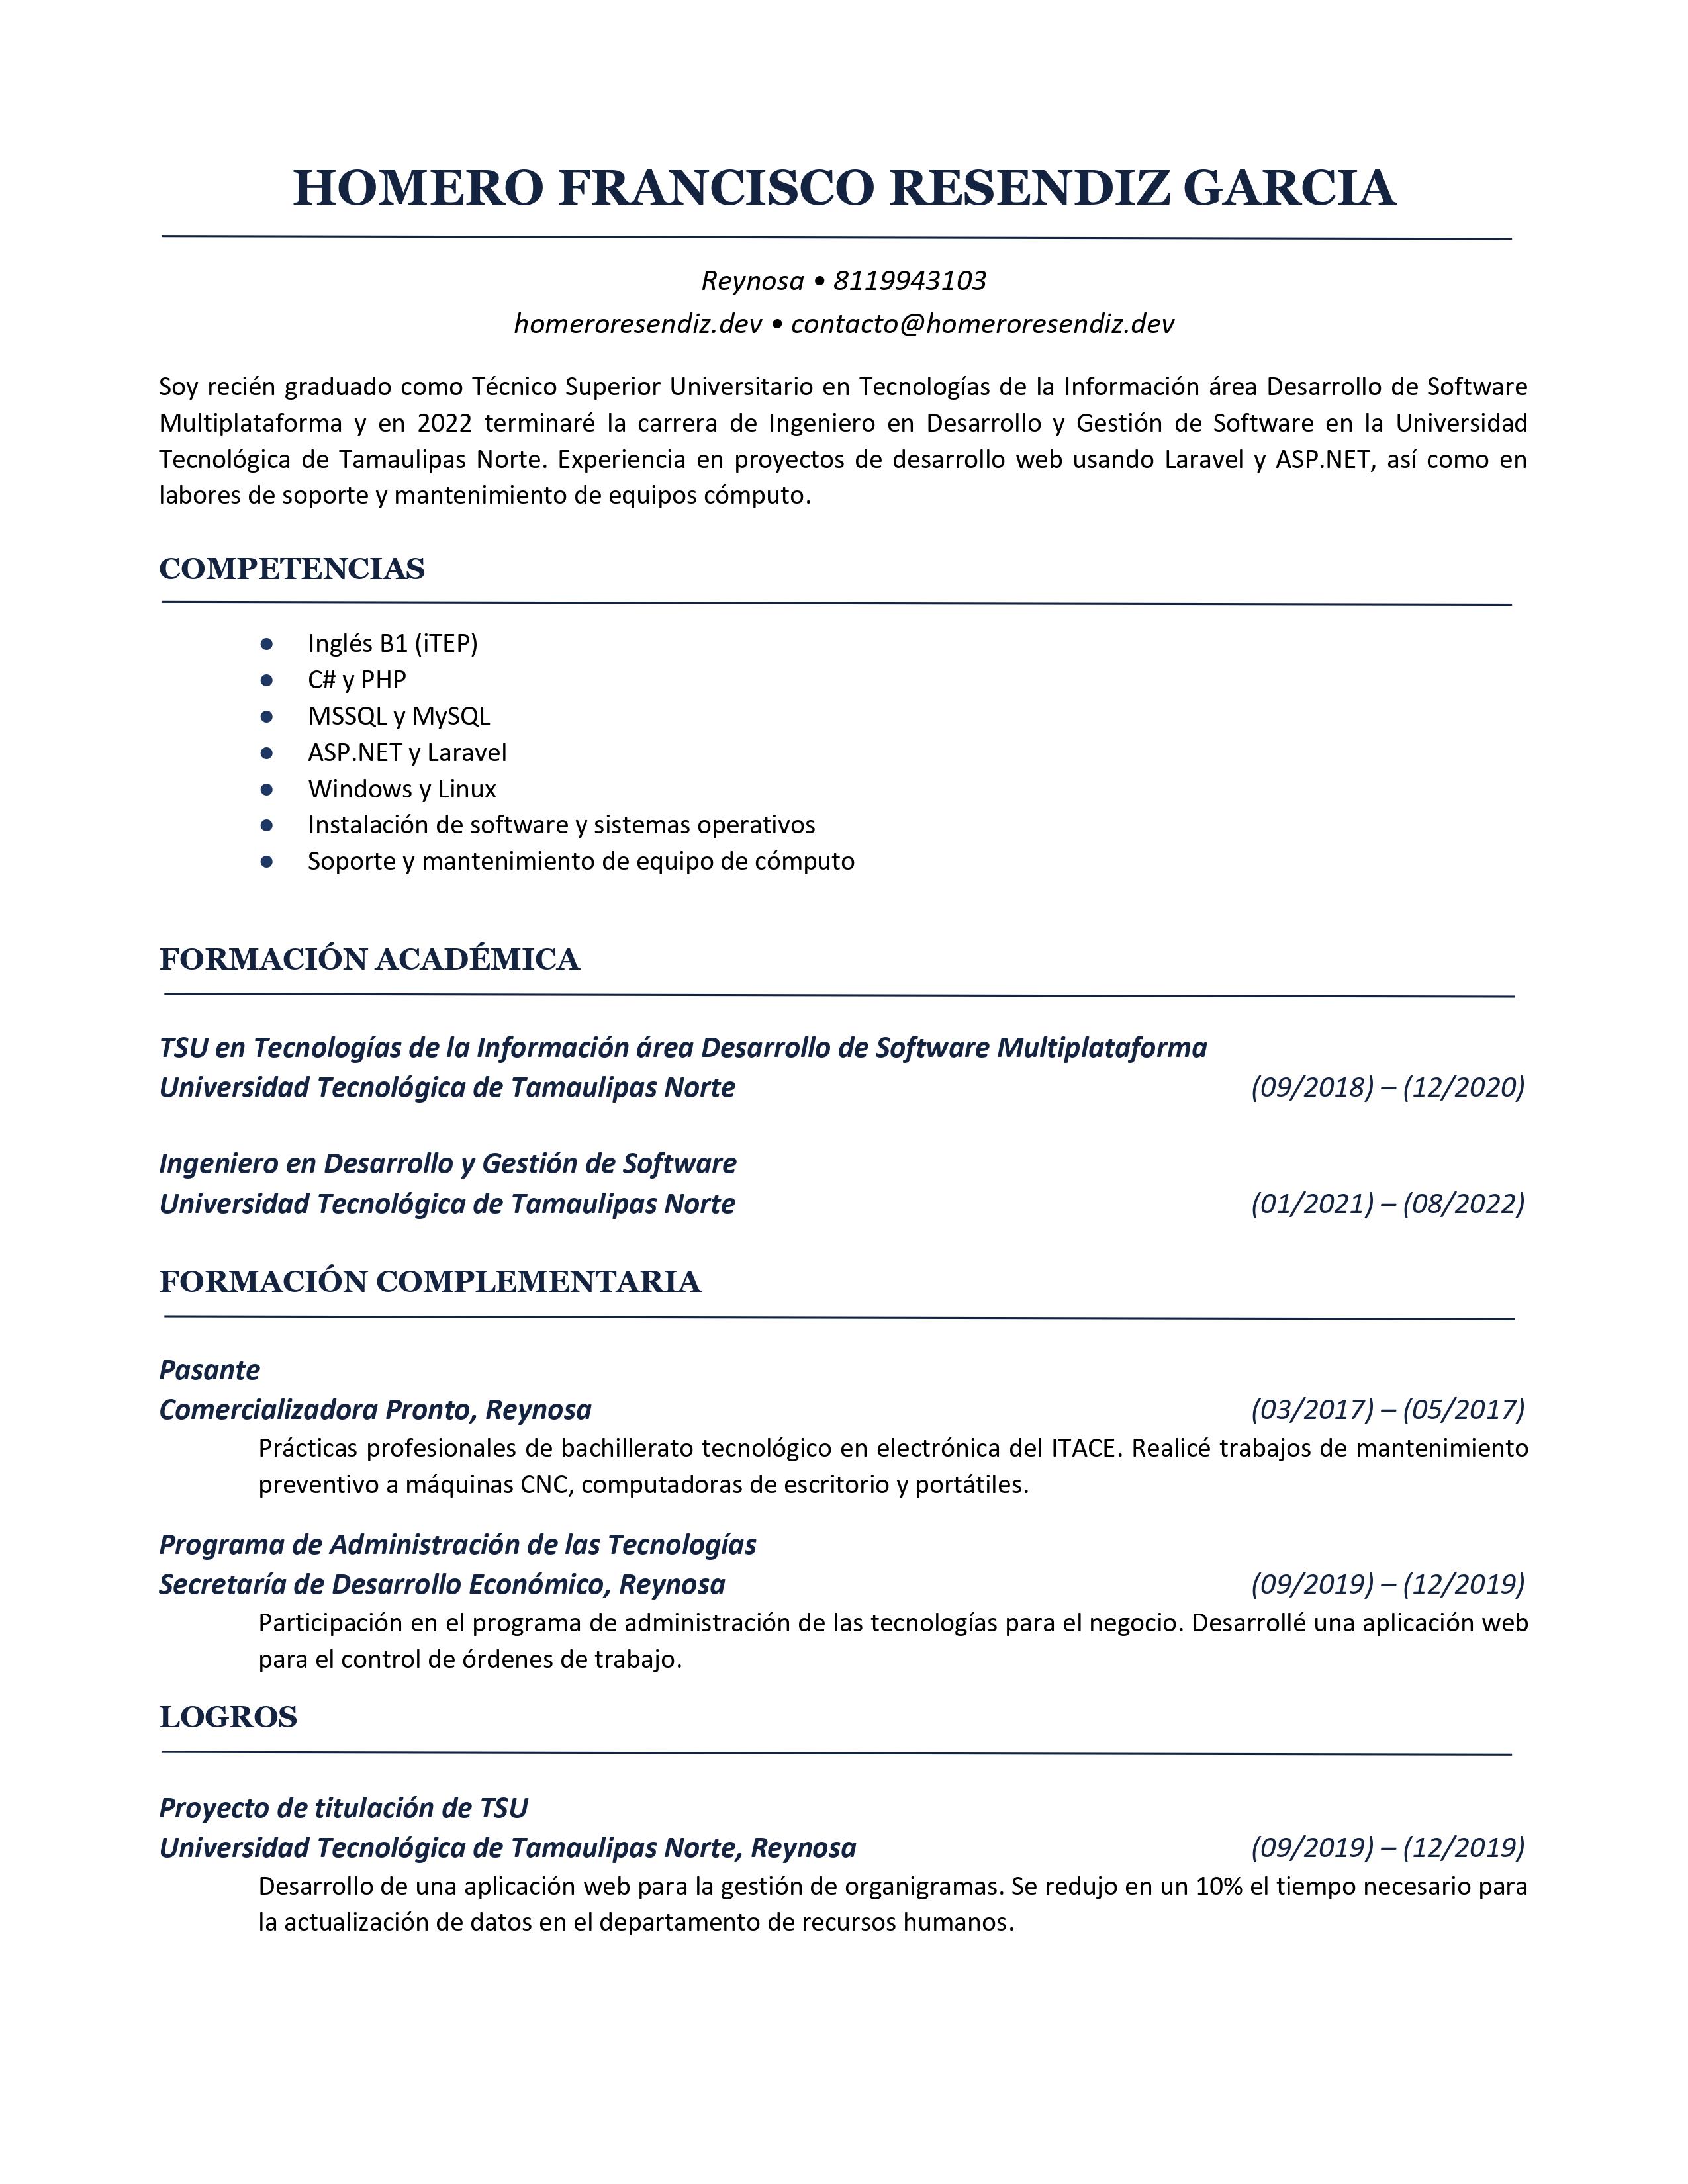 HOMERO FRANCISCO RESENDIZ GARCIA
Reynosa • 8119943103
homeroresendiz.dev • contacto@homeroresendiz.dev
Soy recién graduado como Técnico Superior Universitario en Tecnologías de la Información área Desarrollo de Software
Multiplataforma y en 2022 terminaré la carrera de Ingeniero en Desarrollo y Gestión de Software en la Universidad
Tecnológica de Tamaulipas Norte. Experiencia en proyectos de desarrollo web usando Laravel y ASP.NET, así como en
labores de soporte y mantenimiento de equipos cómputo.
COMPETENCIAS
● Inglés B1 (iTEP)
● C# y PHP
● MSSQL y MySQL
● ASP.NET y Laravel
● Windows y Linux
● Instalación de software y sistemas operativos
● Soporte y mantenimiento de equipo de cómputo
FORMACIÓN ACADÉMICA
TSU en Tecnologías de la Información área Desarrollo de Software Multiplataforma
Universidad Tecnológica de Tamaulipas Norte (09/2018) – (12/2020)
Ingeniero en Desarrollo y Gestión de Software
Universidad Tecnológica de Tamaulipas Norte (01/2021) – (08/2022)
FORMACIÓN COMPLEMENTARIA
Pasante
Comercializadora Pronto, Reynosa (03/2017) – (05/2017)
Prácticas profesionales de bachillerato tecnológico en electrónica del ITACE. Realicé trabajos de mantenimiento
preventivo a máquinas CNC, computadoras de escritorio y portátiles.
Programa de Administración de las Tecnologías
Secretaría de Desarrollo Económico, Reynosa (09/2019) – (12/2019)
Participación en el programa de administración de las tecnologías para el negocio. Desarrollé una aplicación web
para el control de órdenes de trabajo.
LOGROS
Proyecto de titulación de TSU
Universidad Tecnológica de Tamaulipas Norte, Reynosa (09/2019) – (12/2019)
Desarrollo de una aplicación web para la gestión de organigramas. Se redujo en un 10% el tiempo necesario para
la actualización de datos en el departamento de recursos humanos.